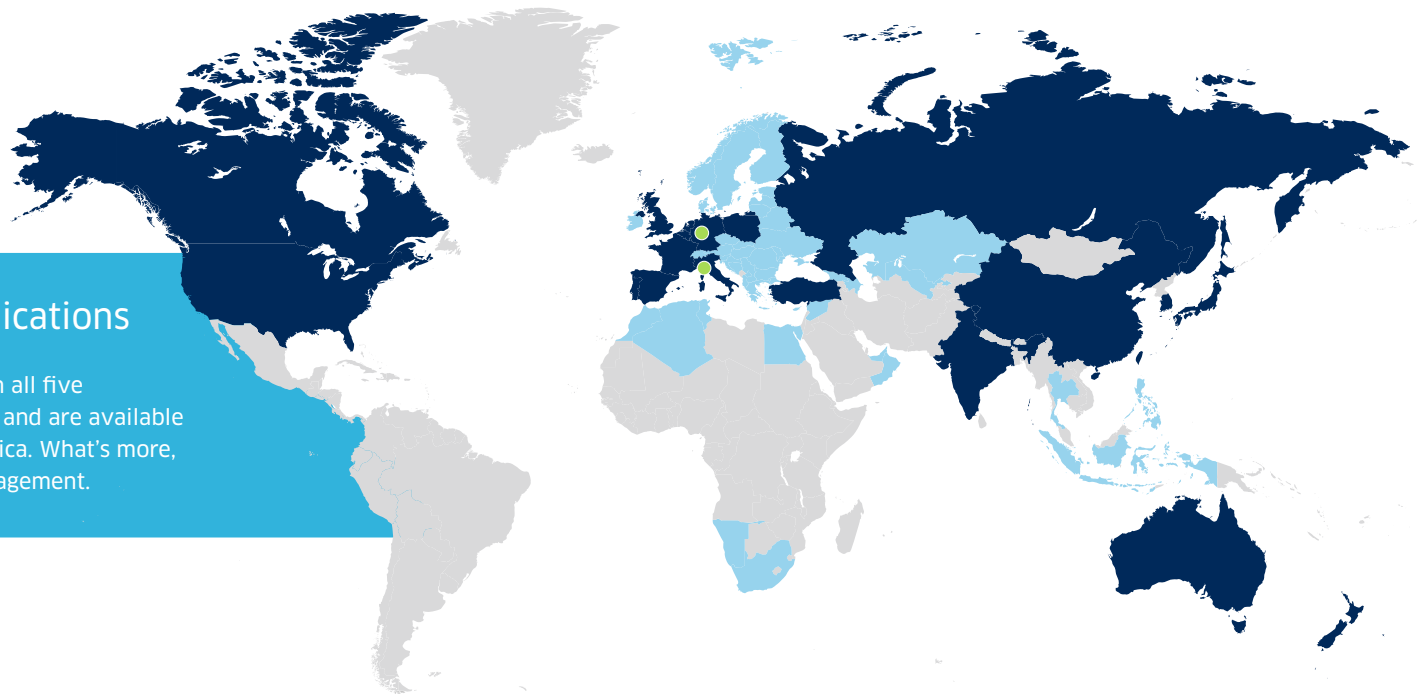 ications
n all five
and are available
ica. What's more,
agement.